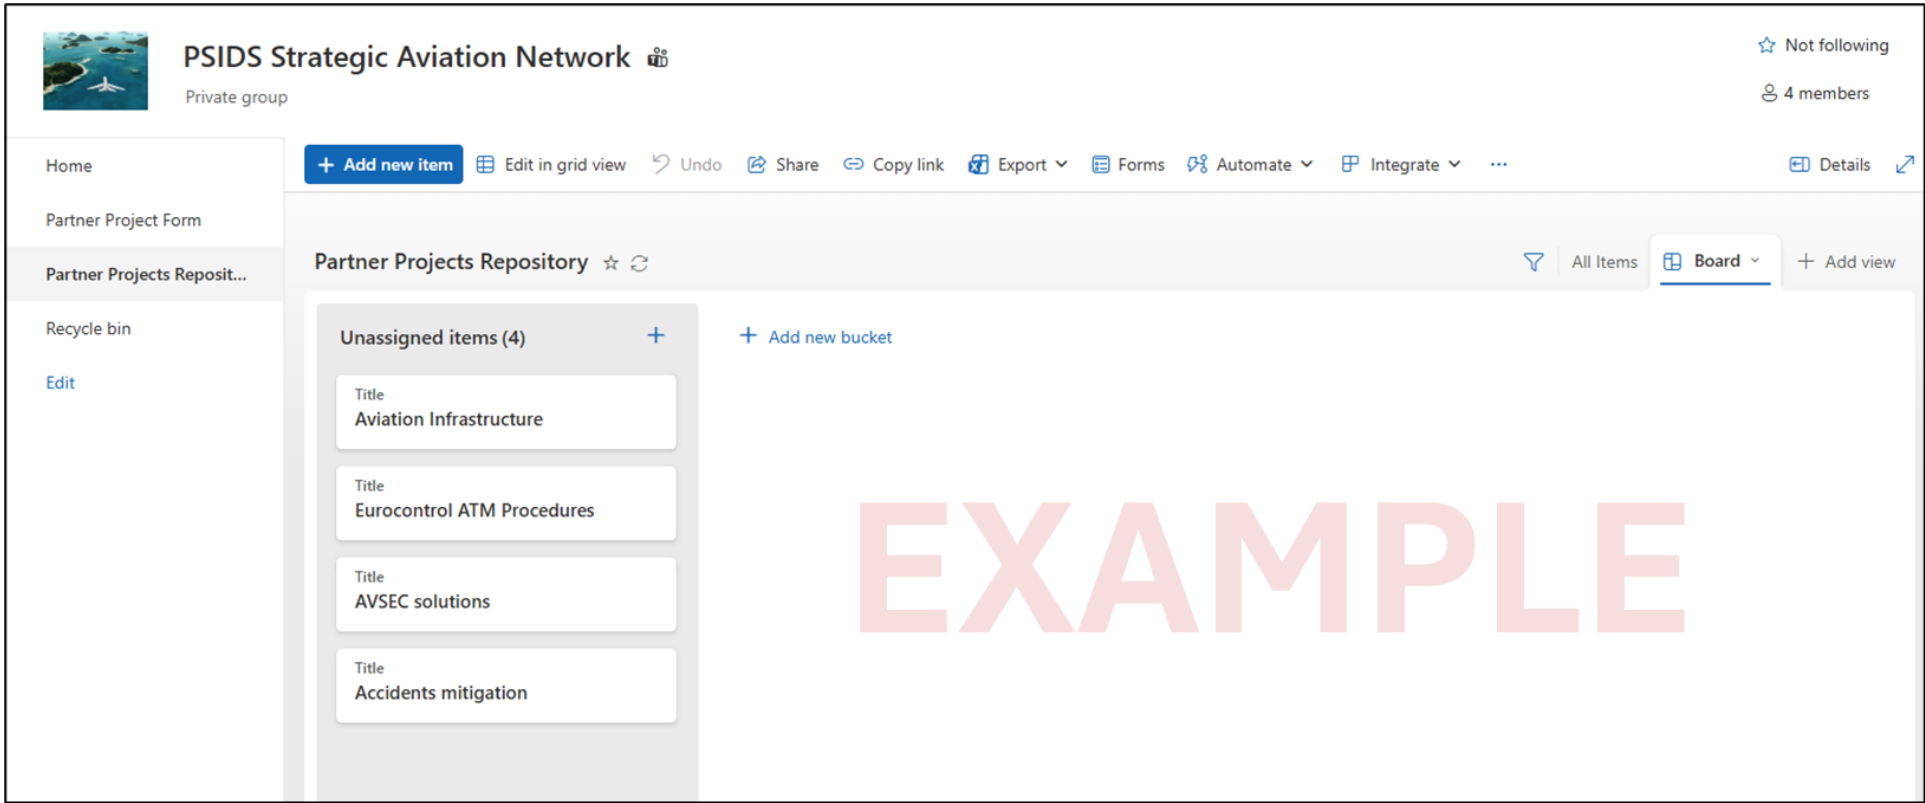 PSIDS Strategic Aviation Network
Private group
Not following
4 members
Home
Partner Project Form
Partner Projects Reposit...
Recycle bin
Edit
+ Add new item
Edit in grid view
Undo
Share
Copy link
Export
Forms
Automate
Integrate
...
Details
Partner Projects Repository
All Items
Board
+ Add view
Unassigned items (4) +
+ Add new bucket
Title
Aviation Infrastructure
Title
Eurocontrol ATM Procedures
Title
AVSEC solutions
Title
Accidents mitigation
EXAMPLE